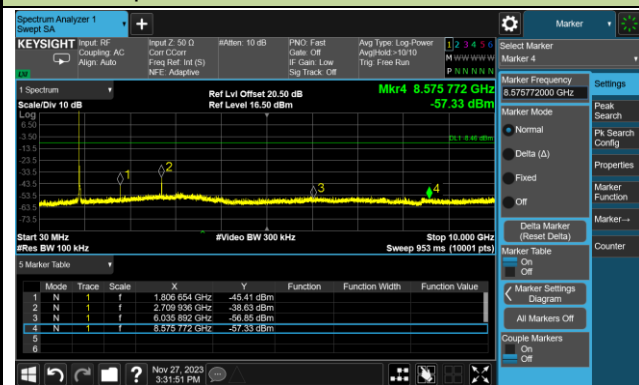 Spectrum Analyzer 1
Swept SA
Marker
KEYSIGHT
Input: RF
Coupling: AC
Align: Auto
Input Z: 50 Ω
Corr CCorr
Freq Ref: Int (S)
NFE: Adaptive
#Atten: 10 dB
PNO: Fast
Gate: Off
IF Gain: Low
Sig Track: Off
Avg Type: Log-Power
Avg|Hold:>10/10
Trig: Free Run
1 2 3 4 5 6
M W W W W W
P N N N N N
Select Marker
Marker 4
1 Spectrum
Scale/Div 10 dB
Ref Lvl Offset 20.50 dB
Ref Level 16.50 dBm
Mkr4 8.575 772 GHz
-57.33 dBm
Log
6.50
-3.50
-13.5
-23.5
-33.5
-43.5
-53.5
-63.5
-73.5
1
2
3
4
Start 30 MHz
#Res BW 100 kHz
#Video BW 300 kHz
Stop 10.000 GHz
Sweep 953 ms (10001 pts)
5 Marker Table
Mode Trace Scale X Y Function Function Width Function Value
1 N 1 f 1.806 654 GHz -45.41 dBm
2 N 1 f 2.709 936 GHz -38.63 dBm
3 N 1 f 6.035 892 GHz -56.85 dBm
4 N 1 f 8.575 772 GHz -57.33 dBm
5
6
Marker Frequency
8.575772000 GHz
Marker Mode
Normal
Delta (Δ)
Fixed
Off
Delta Marker
(Reset Delta)
Marker Table
On
Off
Marker Settings
Diagram
All Markers Off
Couple Markers
On
Off
Settings
Peak
Search
Pk Search
Config
Properties
Marker
Function
Marker→
Counter
Nov 27, 2023
3:31:51 PM